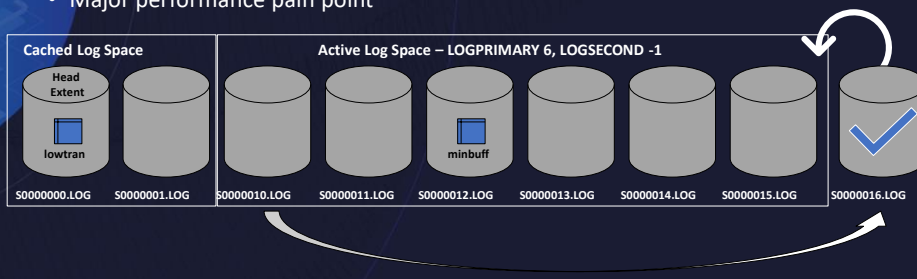 • Major performance pain point
Cached Log Space
Active Log Space – LOGPRIMARY 6, LOGSECOND -1
Head
Extent
lowtran
minbuff
S0000000.LOG S0000001.LOG S0000010.LOG S0000011.LOG S0000012.LOG S0000013.LOG S0000014.LOG S0000015.LOG S0000016.LOG